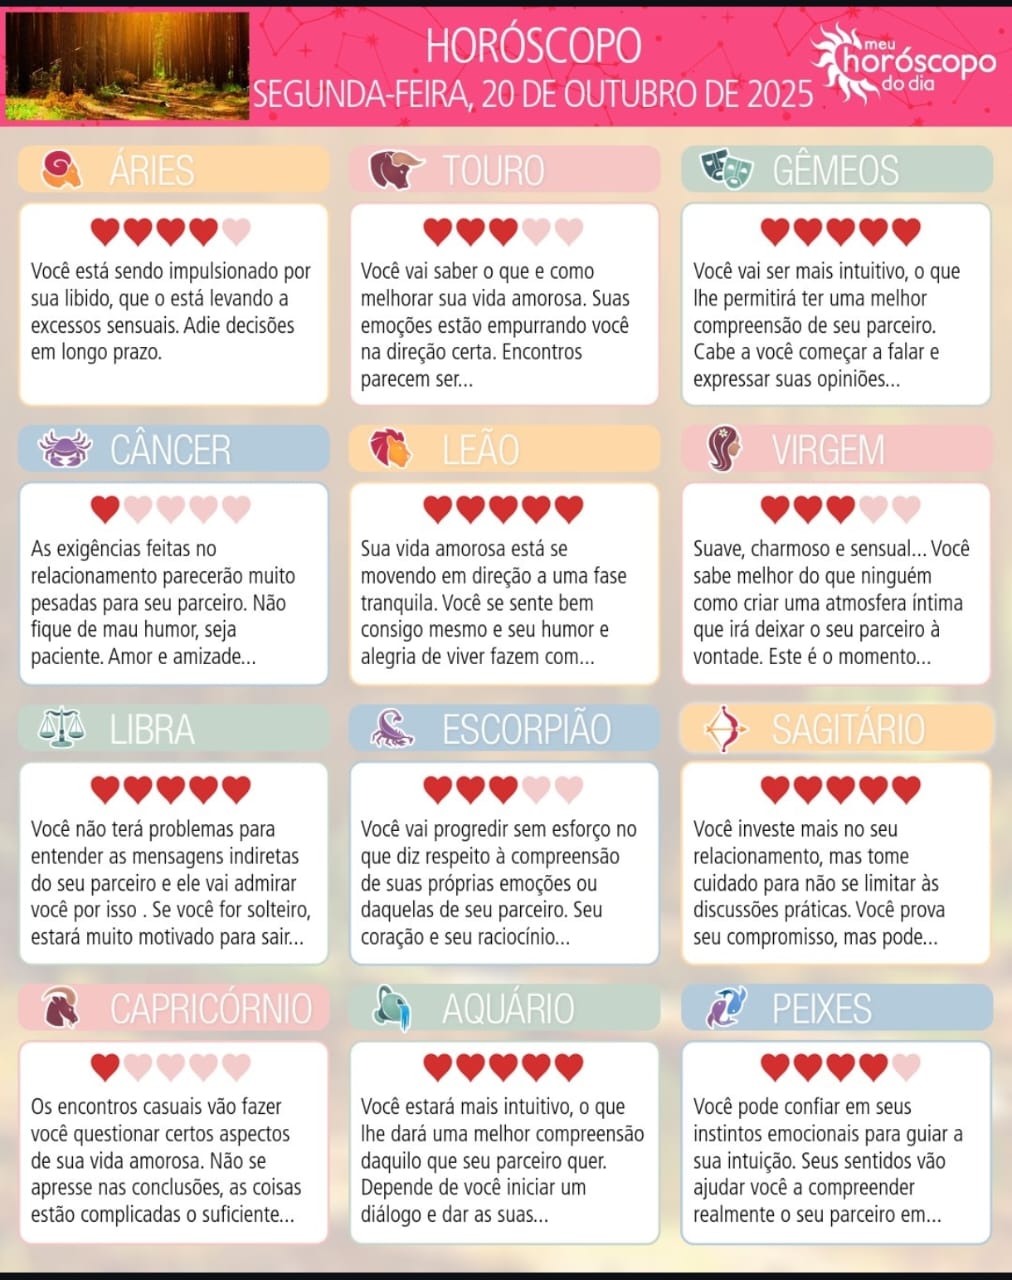 HORÓSCOPO
SEGUNDA-FEIRA, 20 DE OUTUBRO DE 2025
meu
horóscopo
do dia
ÁRIES
Você está sendo impulsionado por
sua libido, que o está levando a
excessos sensuais. Adie decisões
em longo prazo.
TOURO
Você vai saber o que e como
melhorar sua vida amorosa. Suas
emoções estão empurrando você
na direção certa. Encontros
parecem ser...
GÊMEOS
Você vai ser mais intuitivo, o que
lhe permitirá ter uma melhor
compreensão de seu parceiro.
Cabe a você começar a falar e
expressar suas opiniões...
CÂNCER
As exigências feitas no
relacionamento parecerão muito
pesadas para seu parceiro. Não
fique de mau humor, seja
paciente. Amor e amizade...
LEÃO
Sua vida amorosa está se
movendo em direção a uma fase
tranquila. Você se sente bem
consigo mesmo e seu humor e
alegria de viver fazem com...
VIRGEM
Suave, charmoso e sensual... Você
sabe melhor do que ninguém
como criar uma atmosfera íntima
que irá deixar o seu parceiro à
vontade. Este é o momento...
LIBRA
Você não terá problemas para
entender as mensagens indiretas
do seu parceiro e ele vai admirar
você por isso . Se você for solteiro,
estará muito motivado para sair...
ESCORPIÃO
Você vai progredir sem esforço no
que diz respeito à compreensão
de suas próprias emoções ou
daquelas de seu parceiro. Seu
coração e seu raciocínio...
SAGITÁRIO
Você investe mais no seu
relacionamento, mas tome
cuidado para não se limitar às
discussões práticas. Você prova
seu compromisso, mas pode...
CAPRICÓRNIO
Os encontros casuais vão fazer
você questionar certos aspectos
de sua vida amorosa. Não se
apresse nas conclusões, as coisas
estão complicadas o suficiente...
AQUÁRIO
Você estará mais intuitivo, o que
lhe dará uma melhor compreensão
daquilo que seu parceiro quer.
Depende de você iniciar um
diálogo e dar as suas...
PEIXES
Você pode confiar em seus
instintos emocionais para guiar a
sua intuição. Seus sentidos vão
ajudar você a compreender
realmente o seu parceiro em...